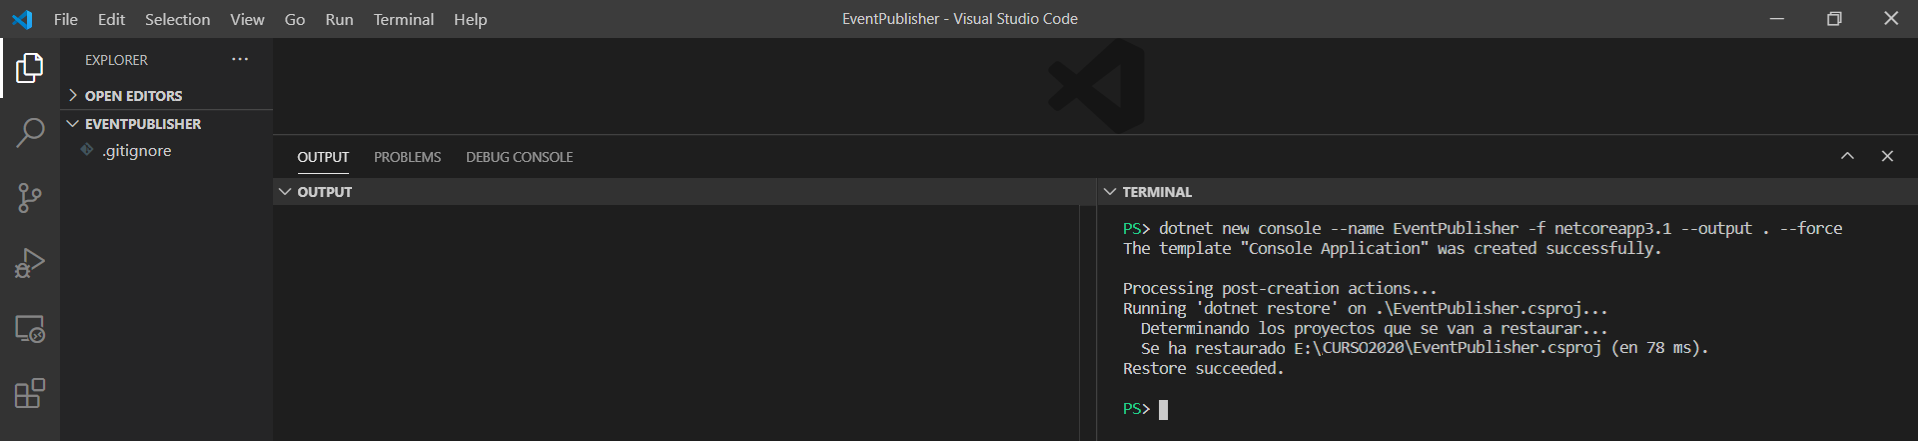 File Edit Selection View Go Run Terminal Help
EventPublisher - Visual Studio Code
EXPLORER
OPEN EDITORS
EVENTPUBLISHER
.gitignore
OUTPUT PROBLEMS DEBUG CONSOLE
OUTPUT
TERMINAL
PS> dotnet new console --name EventPublisher -f netcoreapp3.1 --output . --force
The template "Console Application" was created successfully.
Processing post-creation actions...
Running 'dotnet restore' on .\EventPublisher.csproj...
Determinando los proyectos que se van a restaurar...
Se ha restaurado E:\CURSO2020\EventPublisher.csproj (en 78 ms).
Restore succeeded.
PS>